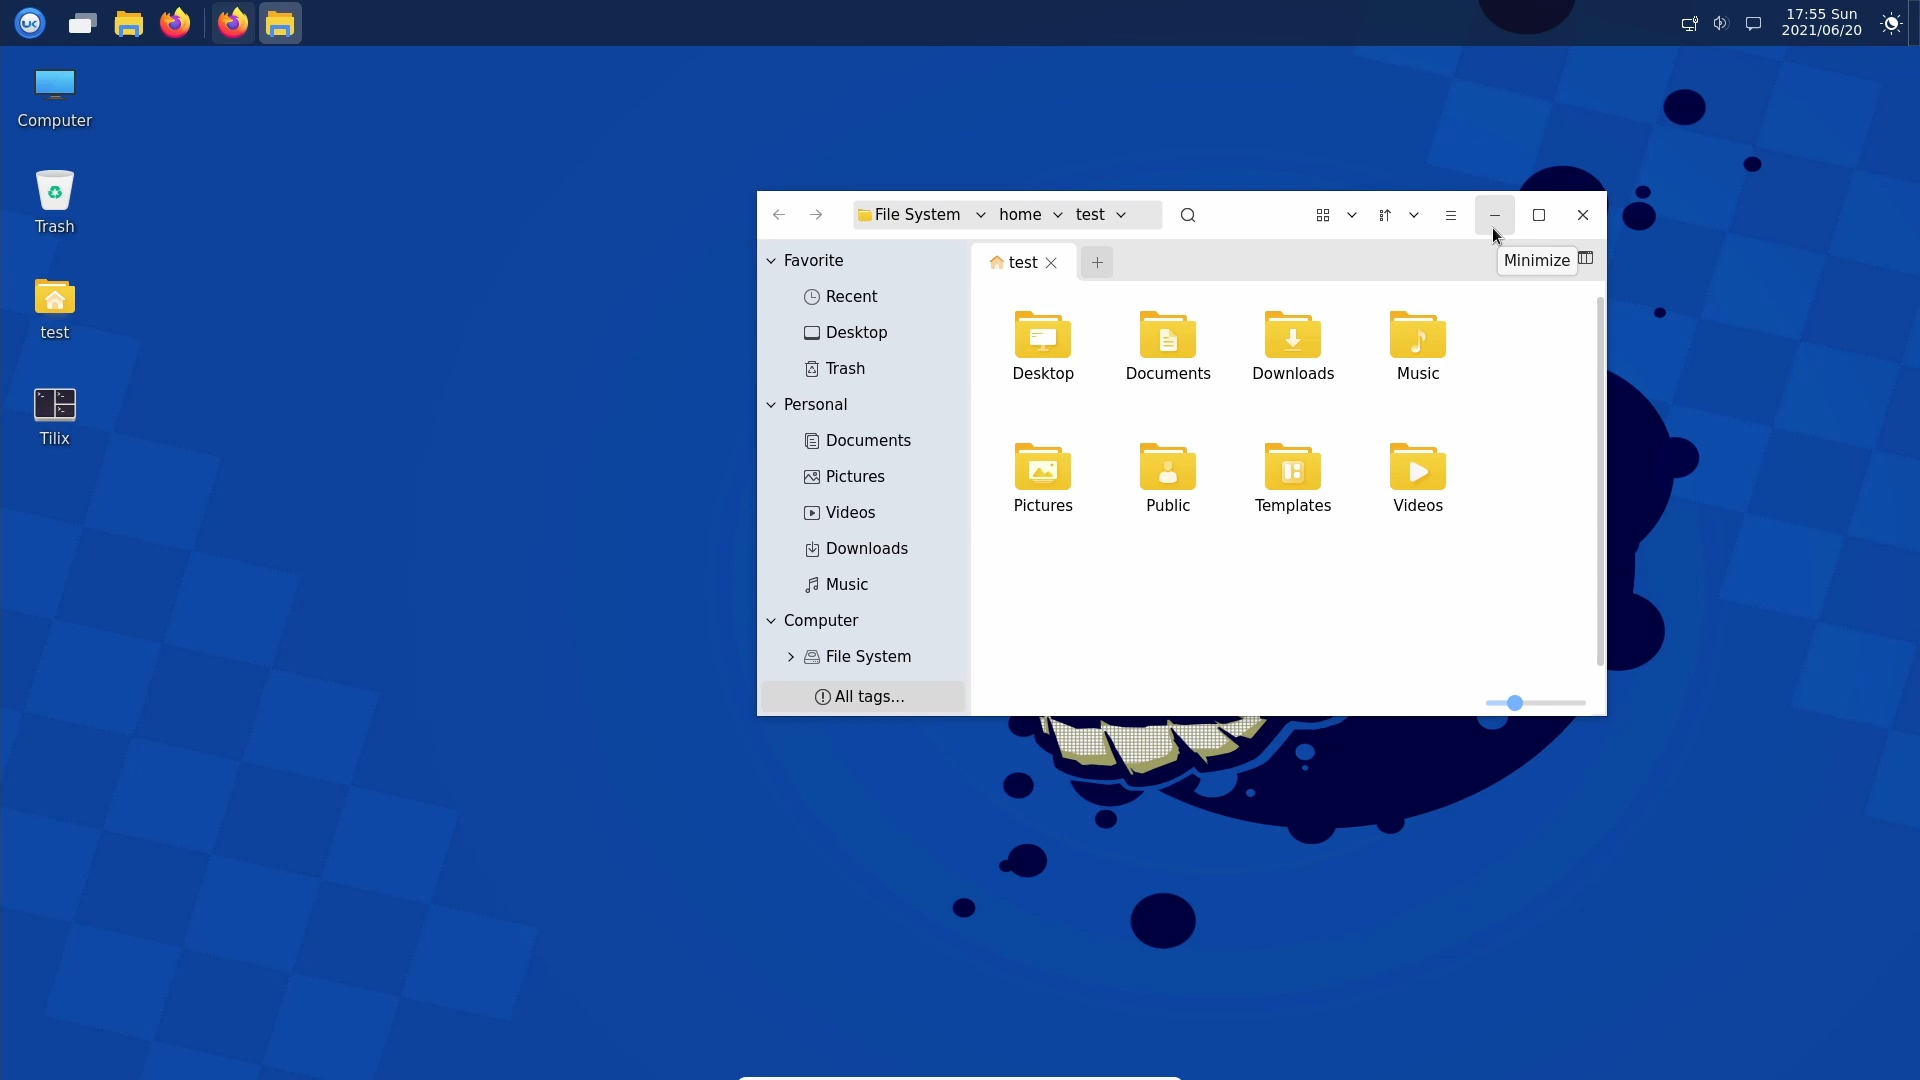 UK
17:55 Sun
2021/06/20
Computer
Trash
test
Tilix
File System
home
test
Minimize
test
Favorite
Recent
Desktop
Trash
Personal
Documents
Pictures
Videos
Downloads
Music
Computer
File System
All tags...
Desktop
Documents
Downloads
Music
Pictures
Public
Templates
Videos